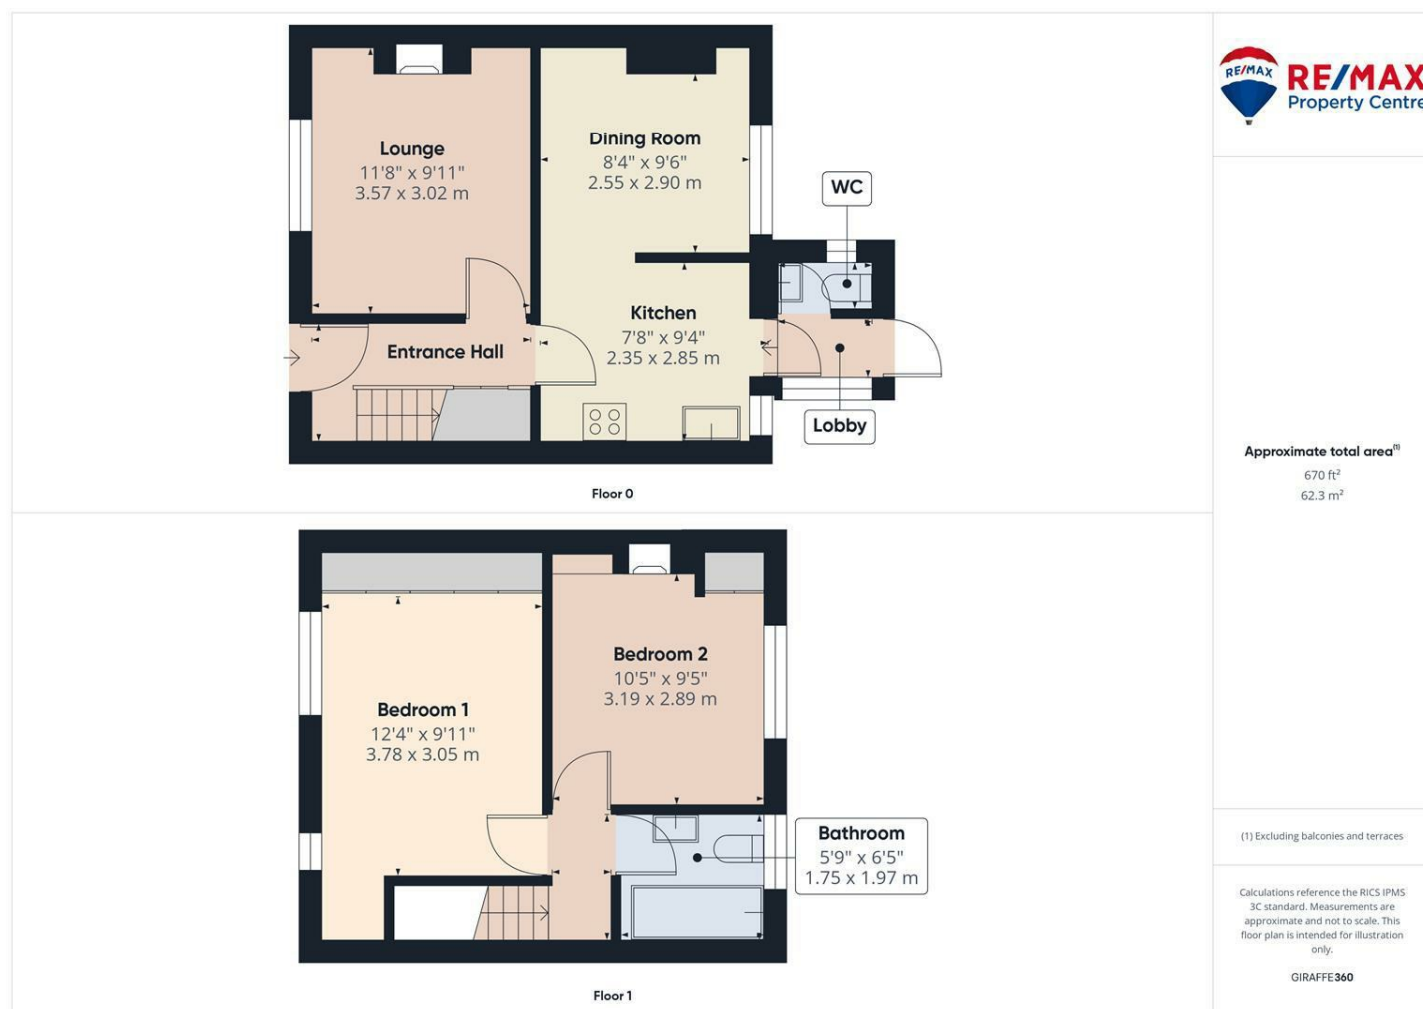 Lounge
11'8" x 9'11"
3.57 x 3.02 m
Dining Room
8'4" x 9'6"
2.55 x 2.90 m
WC
Kitchen
7'8" x 9'4"
2.35 x 2.85 m
Entrance Hall
Lobby
Floor 0
Bedroom 1
12'4" x 9'11"
3.78 x 3.05 m
Bedroom 2
10'5" x 9'5"
3.19 x 2.89 m
Bathroom
5'9" x 6'5"
1.75 x 1.97 m
Floor 1
RE/MAX
RE/MAX
Property Centre
Approximate total area(1)
670 ft²
62.3 m²
(1) Excluding balconies and terraces
Calculations reference the RICS IPMS
3C standard. Measurements are
approximate and not to scale. This
floor plan is intended for illustration
only.
GIRAFFE360